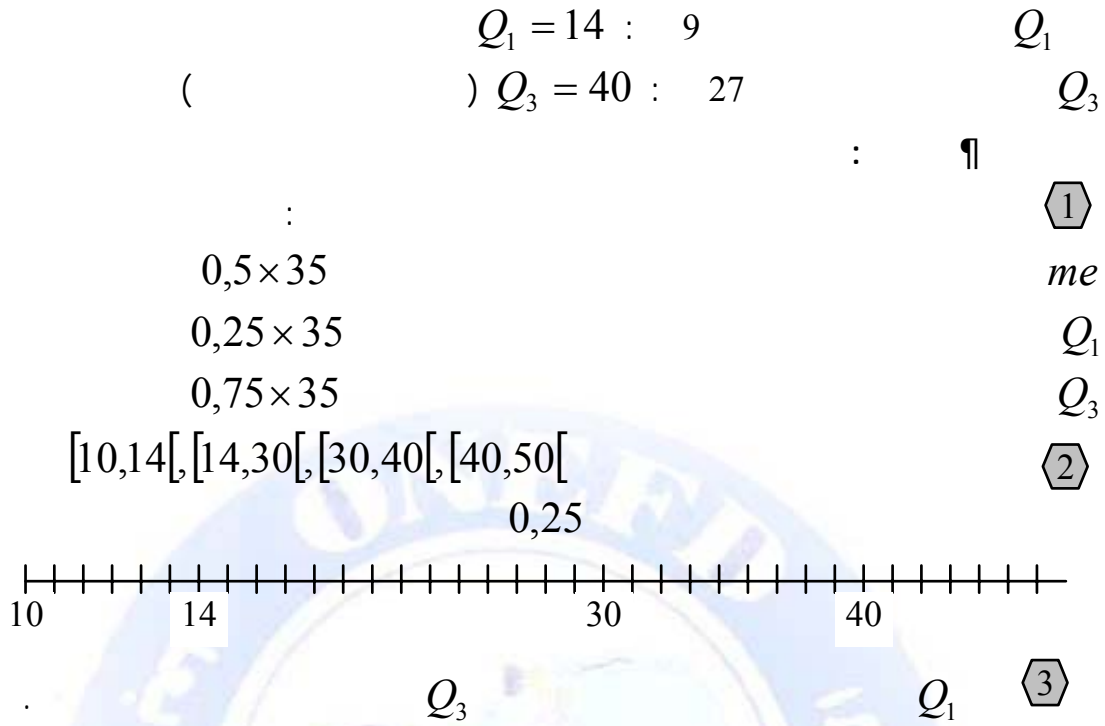 Q₁ 9 : Q₁ = 14
Q₃ 27 : Q₃ = 40 ( )
¶ :
1 :
me 0,5×35
Q₁ 0,25×35
Q₃ 0,75×35
2 [10,14[,[14,30[,[30,40[,[40,50[
0,25
10 14 30 40
3 Q₁ Q₃ .
ONEFD